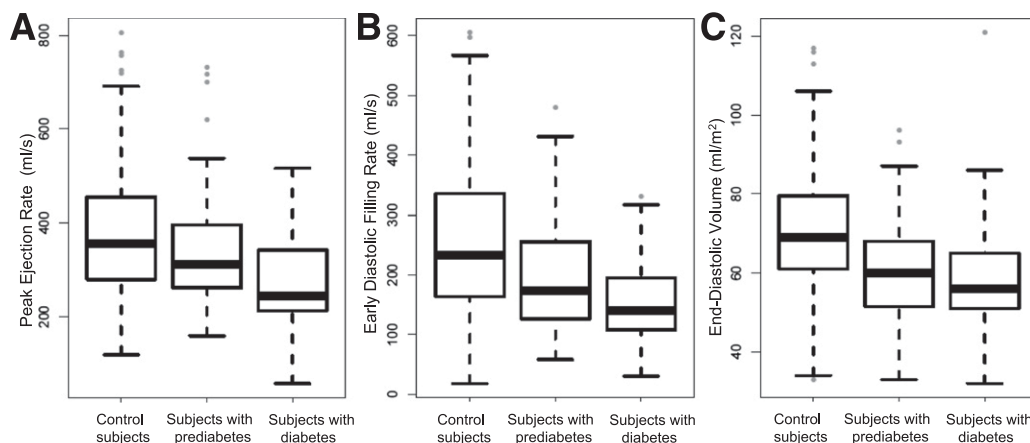 A
Peak Ejection Rate (ml/s)
800
400
200
Control
subjects
Subjects with
prediabetes
Subjects with
diabetes
B
Early Diastolic Filling Rate (ml/s)
600
500
400
300
200
100
0
Control
subjects
Subjects with
prediabetes
Subjects with
diabetes
C
End-Diastolic Volume (ml/m²)
120
100
80
60
40
Control
subjects
Subjects with
prediabetes
Subjects with
diabetes